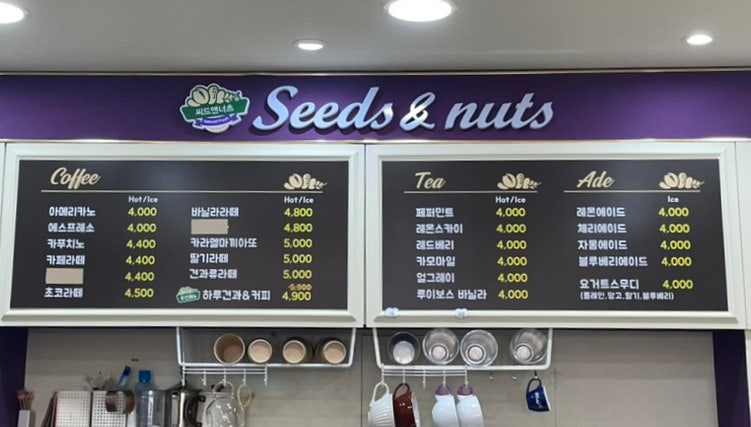 씨드앤너츠
Seeds & nuts
Coffee
Hot/Ice
아메리카노 4,000
에스프레소 4,000
카푸치노 4,400
카페라떼 4,400
4,400
초코라떼 4,500
Hot/Ice
바닐라라떼 4,800
4,800
카라멜마끼아또 5,000
딸기라떼 5,000
견과류라떼 5,000
5,900
하루견과&커피 4,900
Tea
Hot/Ice
페퍼민트 4,000
레몬스카이 4,000
레드베리 4,000
카모마일 4,000
얼그레이 4,000
루이보스 바닐라 4,000
Ade
Ice
레몬에이드 4,000
체리에이드 4,000
자몽에이드 4,000
블루베리에이드 4,000
요거트스무디 4,000
(플레인, 망고, 딸기, 블루베리)